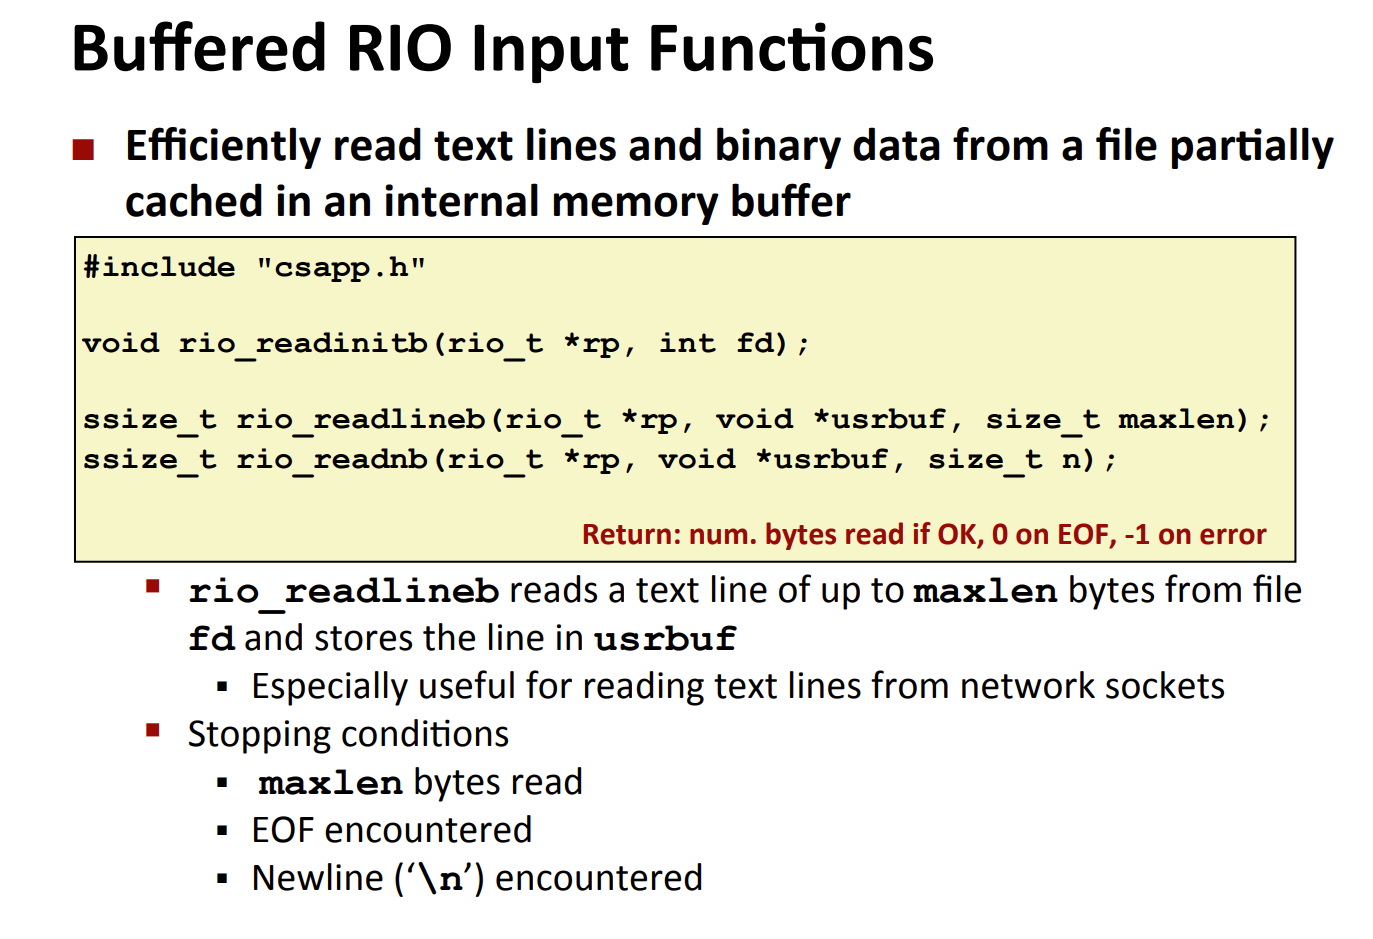 Buffered RIO Input Functions
■ Efficiently read text lines and binary data from a file partially
cached in an internal memory buffer
#include "csapp.h"
void rio_readinitb(rio_t *rp, int fd);
ssize_t rio_readlineb(rio_t *rp, void *usrbuf, size_t maxlen);
ssize_t rio_readnb(rio_t *rp, void *usrbuf, size_t n);
Return: num. bytes read if OK, 0 on EOF, -1 on error
▪ rio_readlineb reads a text line of up to maxlen bytes from file
fd and stores the line in usrbuf
▪ Especially useful for reading text lines from network sockets
▪ Stopping conditions
▪ maxlen bytes read
▪ EOF encountered
▪ Newline (‘\n’) encountered